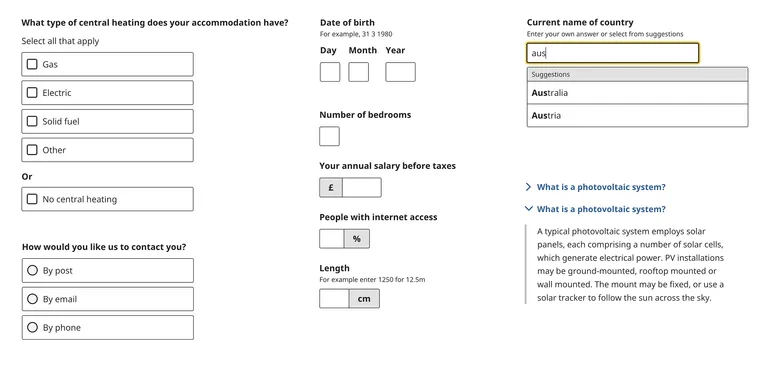 What type of central heating does your accommodation have?
Select all that apply
Gas
Electric
Solid fuel
Other
Or
No central heating
How would you like us to contact you?
By post
By email
By phone
Date of birth
For example, 31 3 1980
Day Month Year
Number of bedrooms
Your annual salary before taxes
£
People with internet access
%
Length
For example enter 1250 for 12.5m
cm
Current name of country
Enter your own answer or select from suggestions
aus
Suggestions
Australia
Austria
What is a photovoltaic system?
What is a photovoltaic system?
A typical photovoltaic system employs solar
panels, each comprising a number of solar cells,
which generate electrical power. PV installations
may be ground-mounted, rooftop mounted or
wall mounted. The mount may be fixed, or use a
solar tracker to follow the sun across the sky.